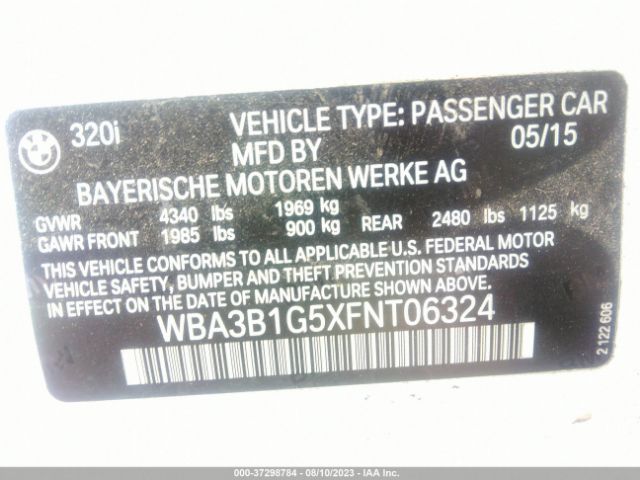 BMW
320i
VEHICLE TYPE: PASSENGER CAR
MFD BY 05/15
BAYERISCHE MOTOREN WERKE AG
GVWR 4340 lbs 1969 kg
GAWR FRONT 1985 lbs 900 kg REAR 2480 lbs 1125 kg
THIS VEHICLE CONFORMS TO ALL APPLICABLE U.S. FEDERAL MOTOR
VEHICLE SAFETY, BUMPER AND THEFT PREVENTION STANDARDS
IN EFFECT ON THE DATE OF MANUFACTURE SHOWN ABOVE.
WBA3B1G5XFNT06324
2 122 606
000-37298784 — 08/10/2023 — IAAI.COM